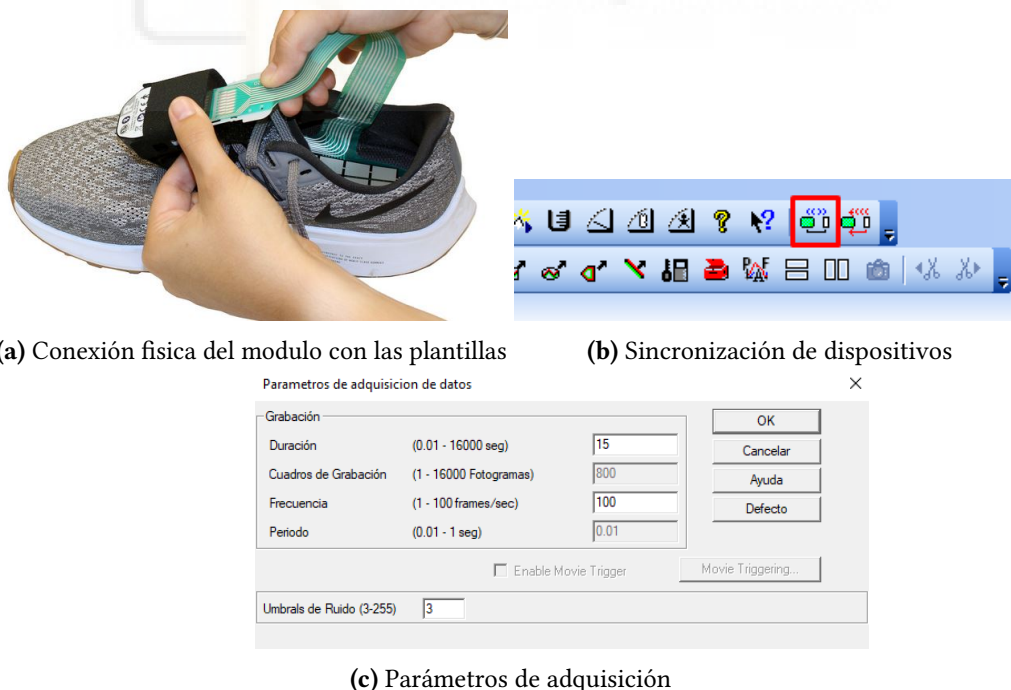 (a) Conexión fisica del modulo con las plantillas
(b) Sincronización de dispositivos
Parametros de adquisicion de datos
Grabación
Duración (0.01 - 16000 seg) 15
Cuadros de Grabación (1 - 16000 Fotogramas) 800
Frecuencia (1 - 100 frames/sec) 100
Periodo (0.01 - 1 seg) 0.01
OK
Cancelar
Ayuda
Defecto
Enable Movie Trigger
Movie Triggering...
Umbrals de Ruido (3-255) 3
(c) Parámetros de adquisición